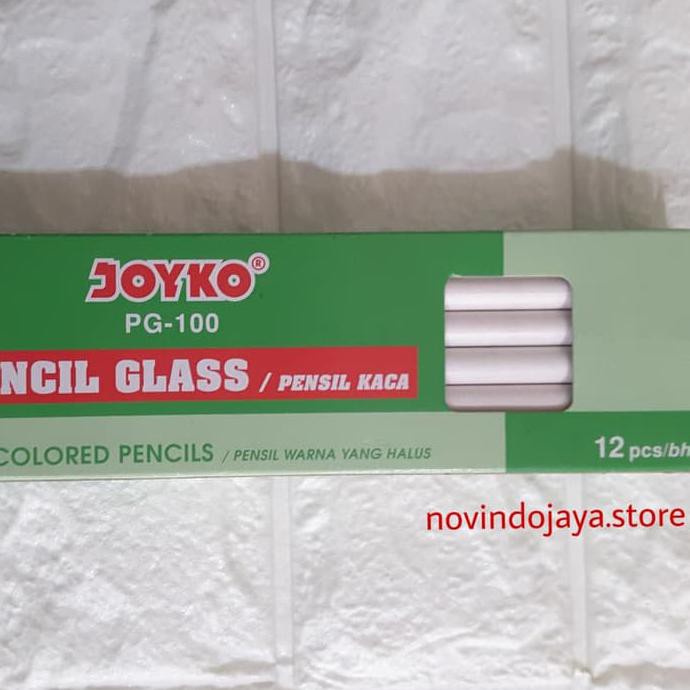 JOYKO®
PG-100
NCIL GLASS / PENSIL KACA
COLORED PENCILS / PENSIL WARNA YANG HALUS
12 pcs/bh
novindojaya.store